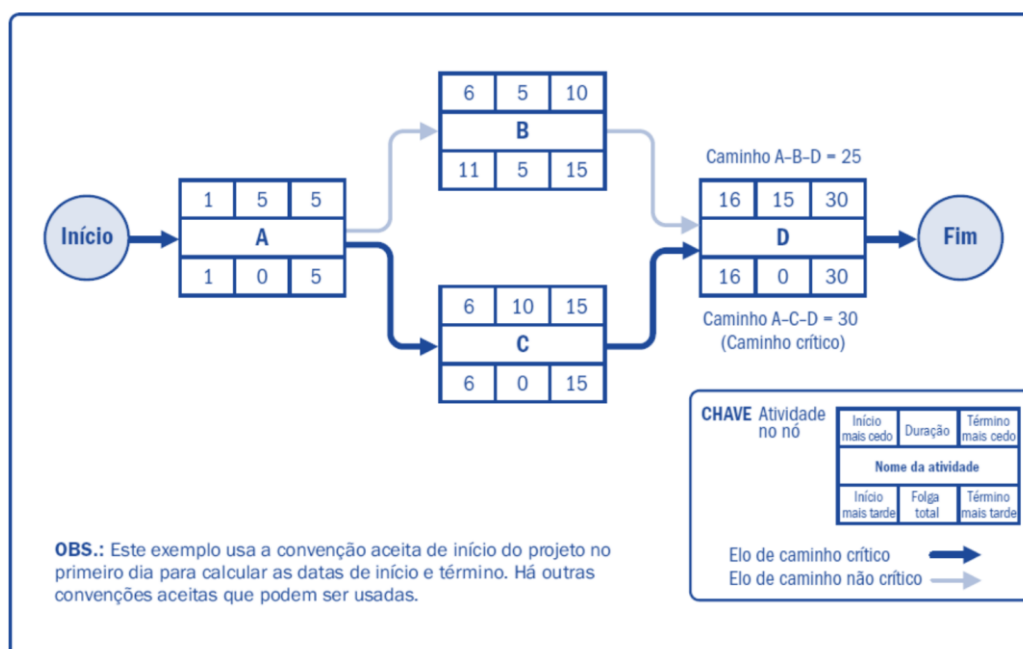 6 5 10
B
11 5 15
Caminho A-B-D = 25
1 5 5
A
1 0 5
16 15 30
D
16 0 30
Início
Fim
6 10 15
C
6 0 15
Caminho A-C-D = 30
(Caminho crítico)
CHAVE Atividade
no nó
Início
mais cedo
Duração
Término
mais cedo
Nome da atividade
Início
mais tarde
Folga
total
Término
mais tarde
Elo de caminho crítico
Elo de caminho não crítico
OBS.: Este exemplo usa a convenção aceita de início do projeto no
primeiro dia para calcular as datas de início e término. Há outras
convenções aceitas que podem ser usadas.